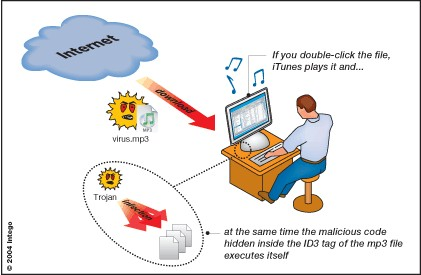 Internet
If you double-click the file,
iTunes plays it and...
download
MP3
virus.mp3
Trojan
infection
at the same time the malicious code
hidden inside the ID3 tag of the mp3 file
executes itself
© 2004 Intego